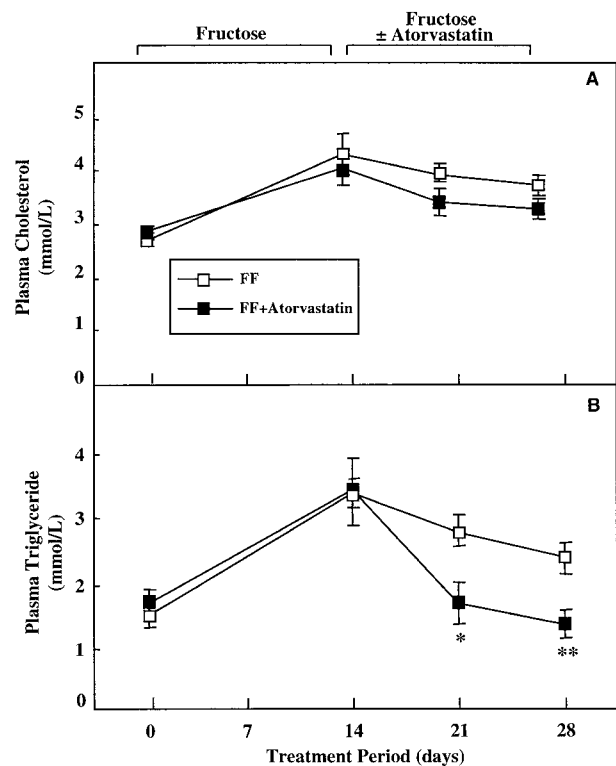 Fructose
Fructose
± Atorvastatin
A
Plasma Cholesterol
(mmol/L)
5
4
3
2
1
0
FF
FF+Atorvastatin
B
Plasma Triglyceride
(mmol/L)
4
3
2
1
0
*
**
0 7 14 21 28
Treatment Period (days)